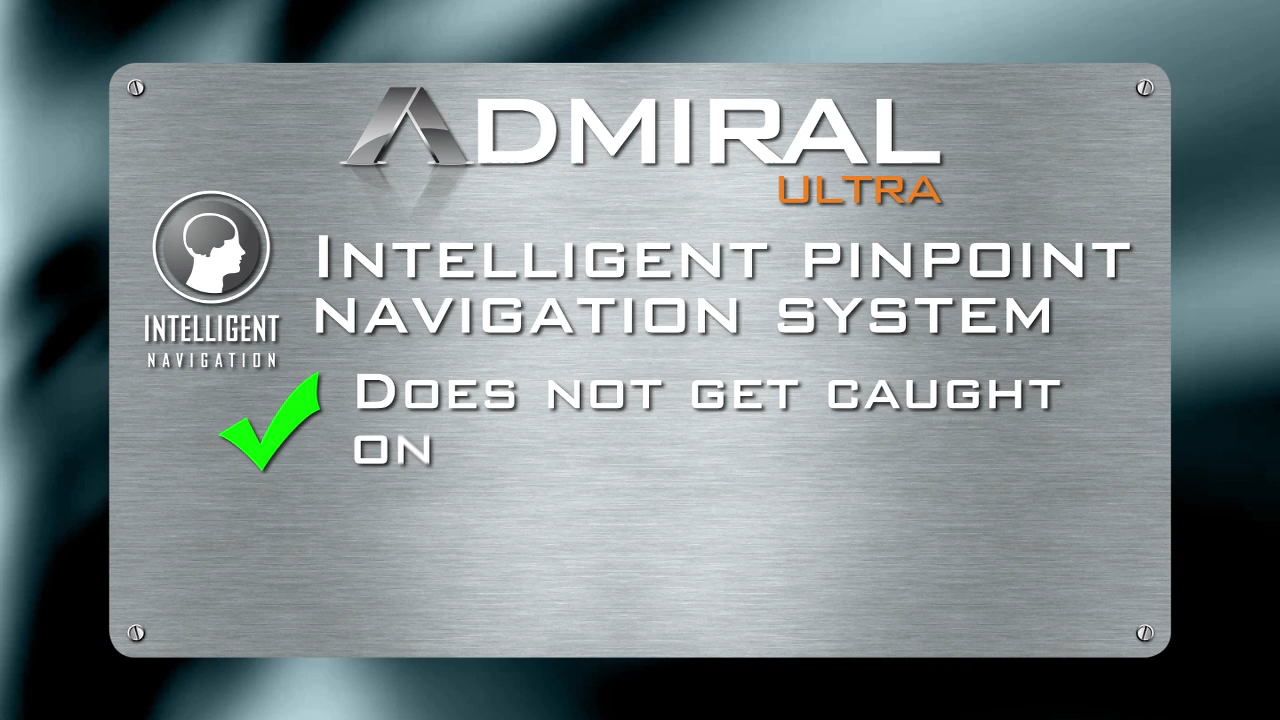 ADMIRAL
ULTRA
INTELLIGENT PINPOINT
NAVIGATION SYSTEM
INTELLIGENT
NAVIGATION
DOES NOT GET CAUGHT
ON